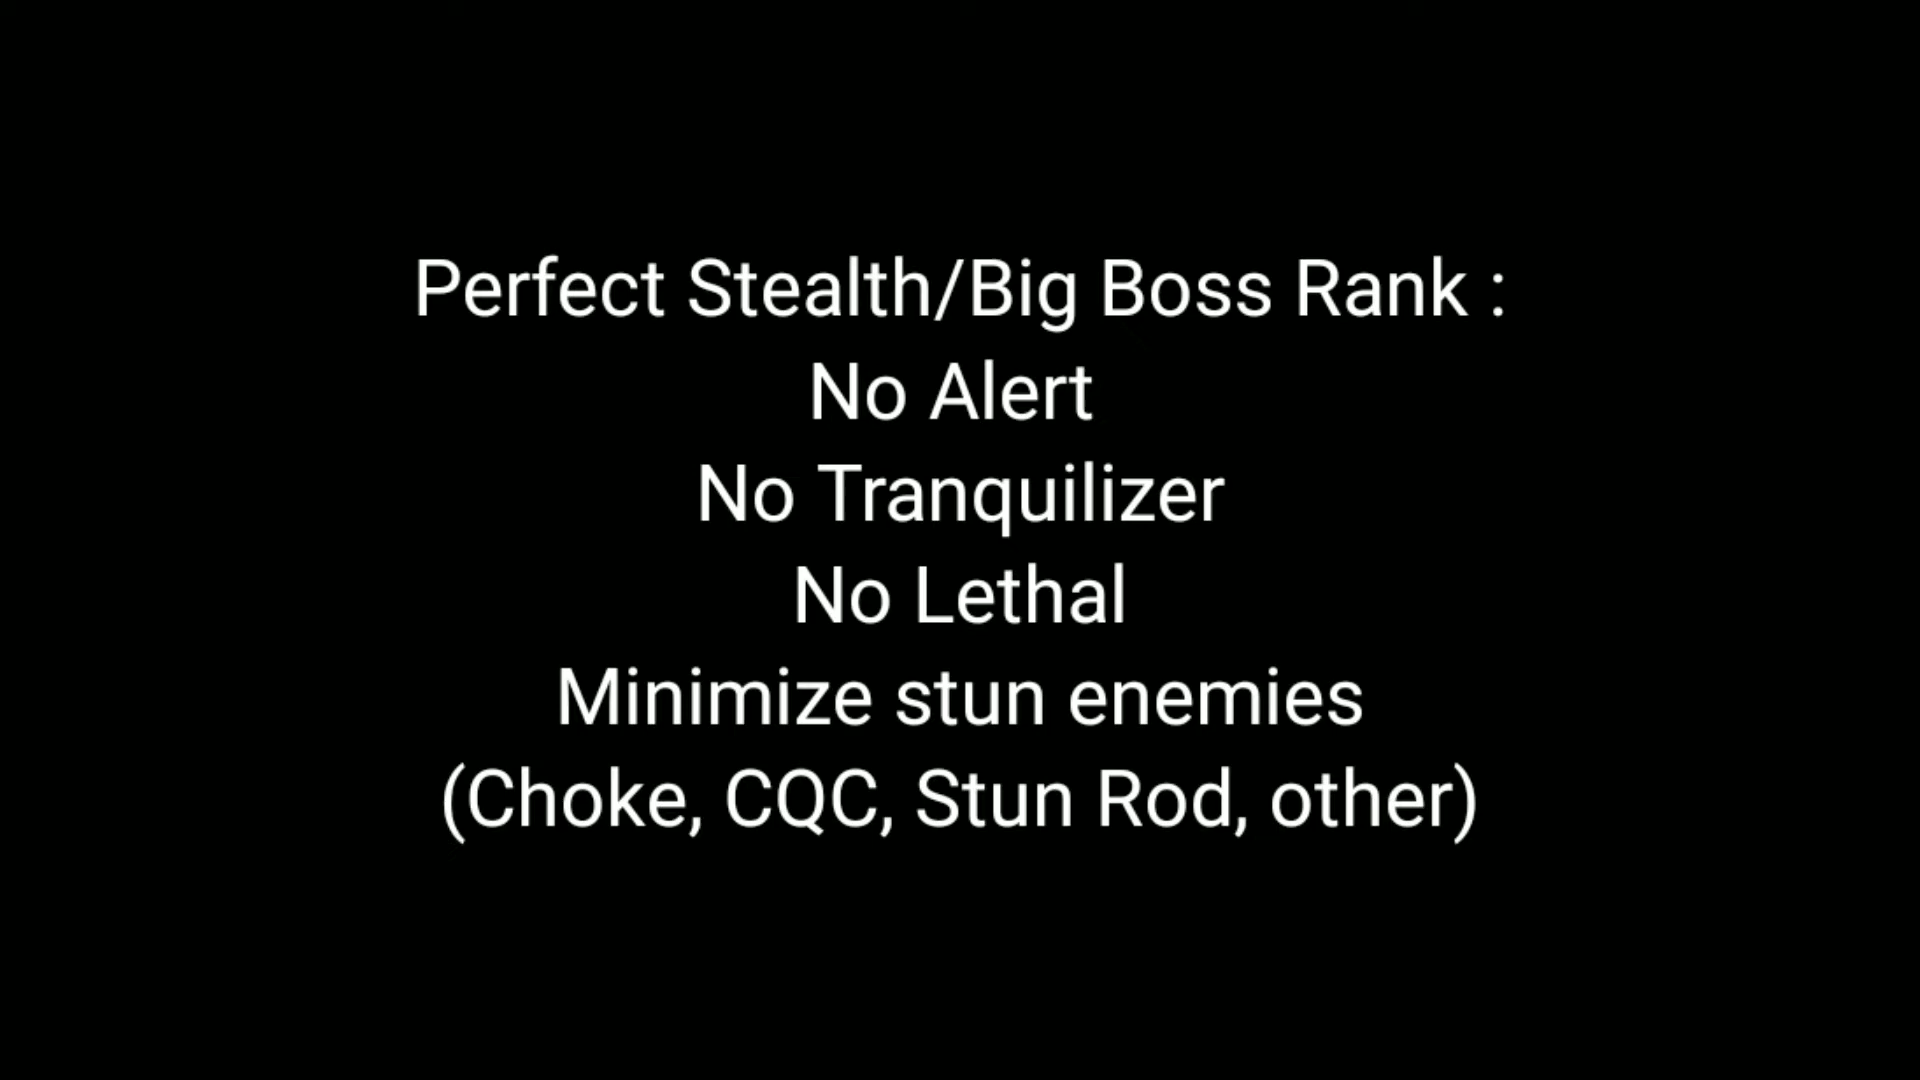 Perfect Stealth/Big Boss Rank :
No Alert
No Tranquilizer
No Lethal
Minimize stun enemies
(Choke, CQC, Stun Rod, other)